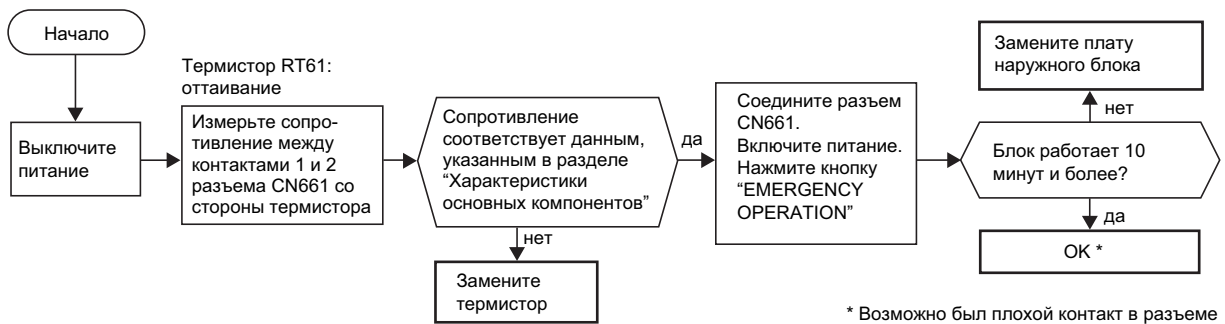 Начало
Выключите
питание
Термистор RT61:
оттаивание
Измерьте сопро-
тивление между
контактами 1 и 2
разъема CN661 со
стороны термистора
Сопротивление
соответствует данным,
указанным в разделе
“Характеристики
основных компонентов”
да
нет
Замените
термистор
Соедините разъем
CN661.
Включите питание.
Нажмите кнопку
“EMERGENCY
OPERATION”
Блок работает 10
минут и более?
нет
Замените плату
наружного блока
да
OK *
* Возможно был плохой контакт в разъеме